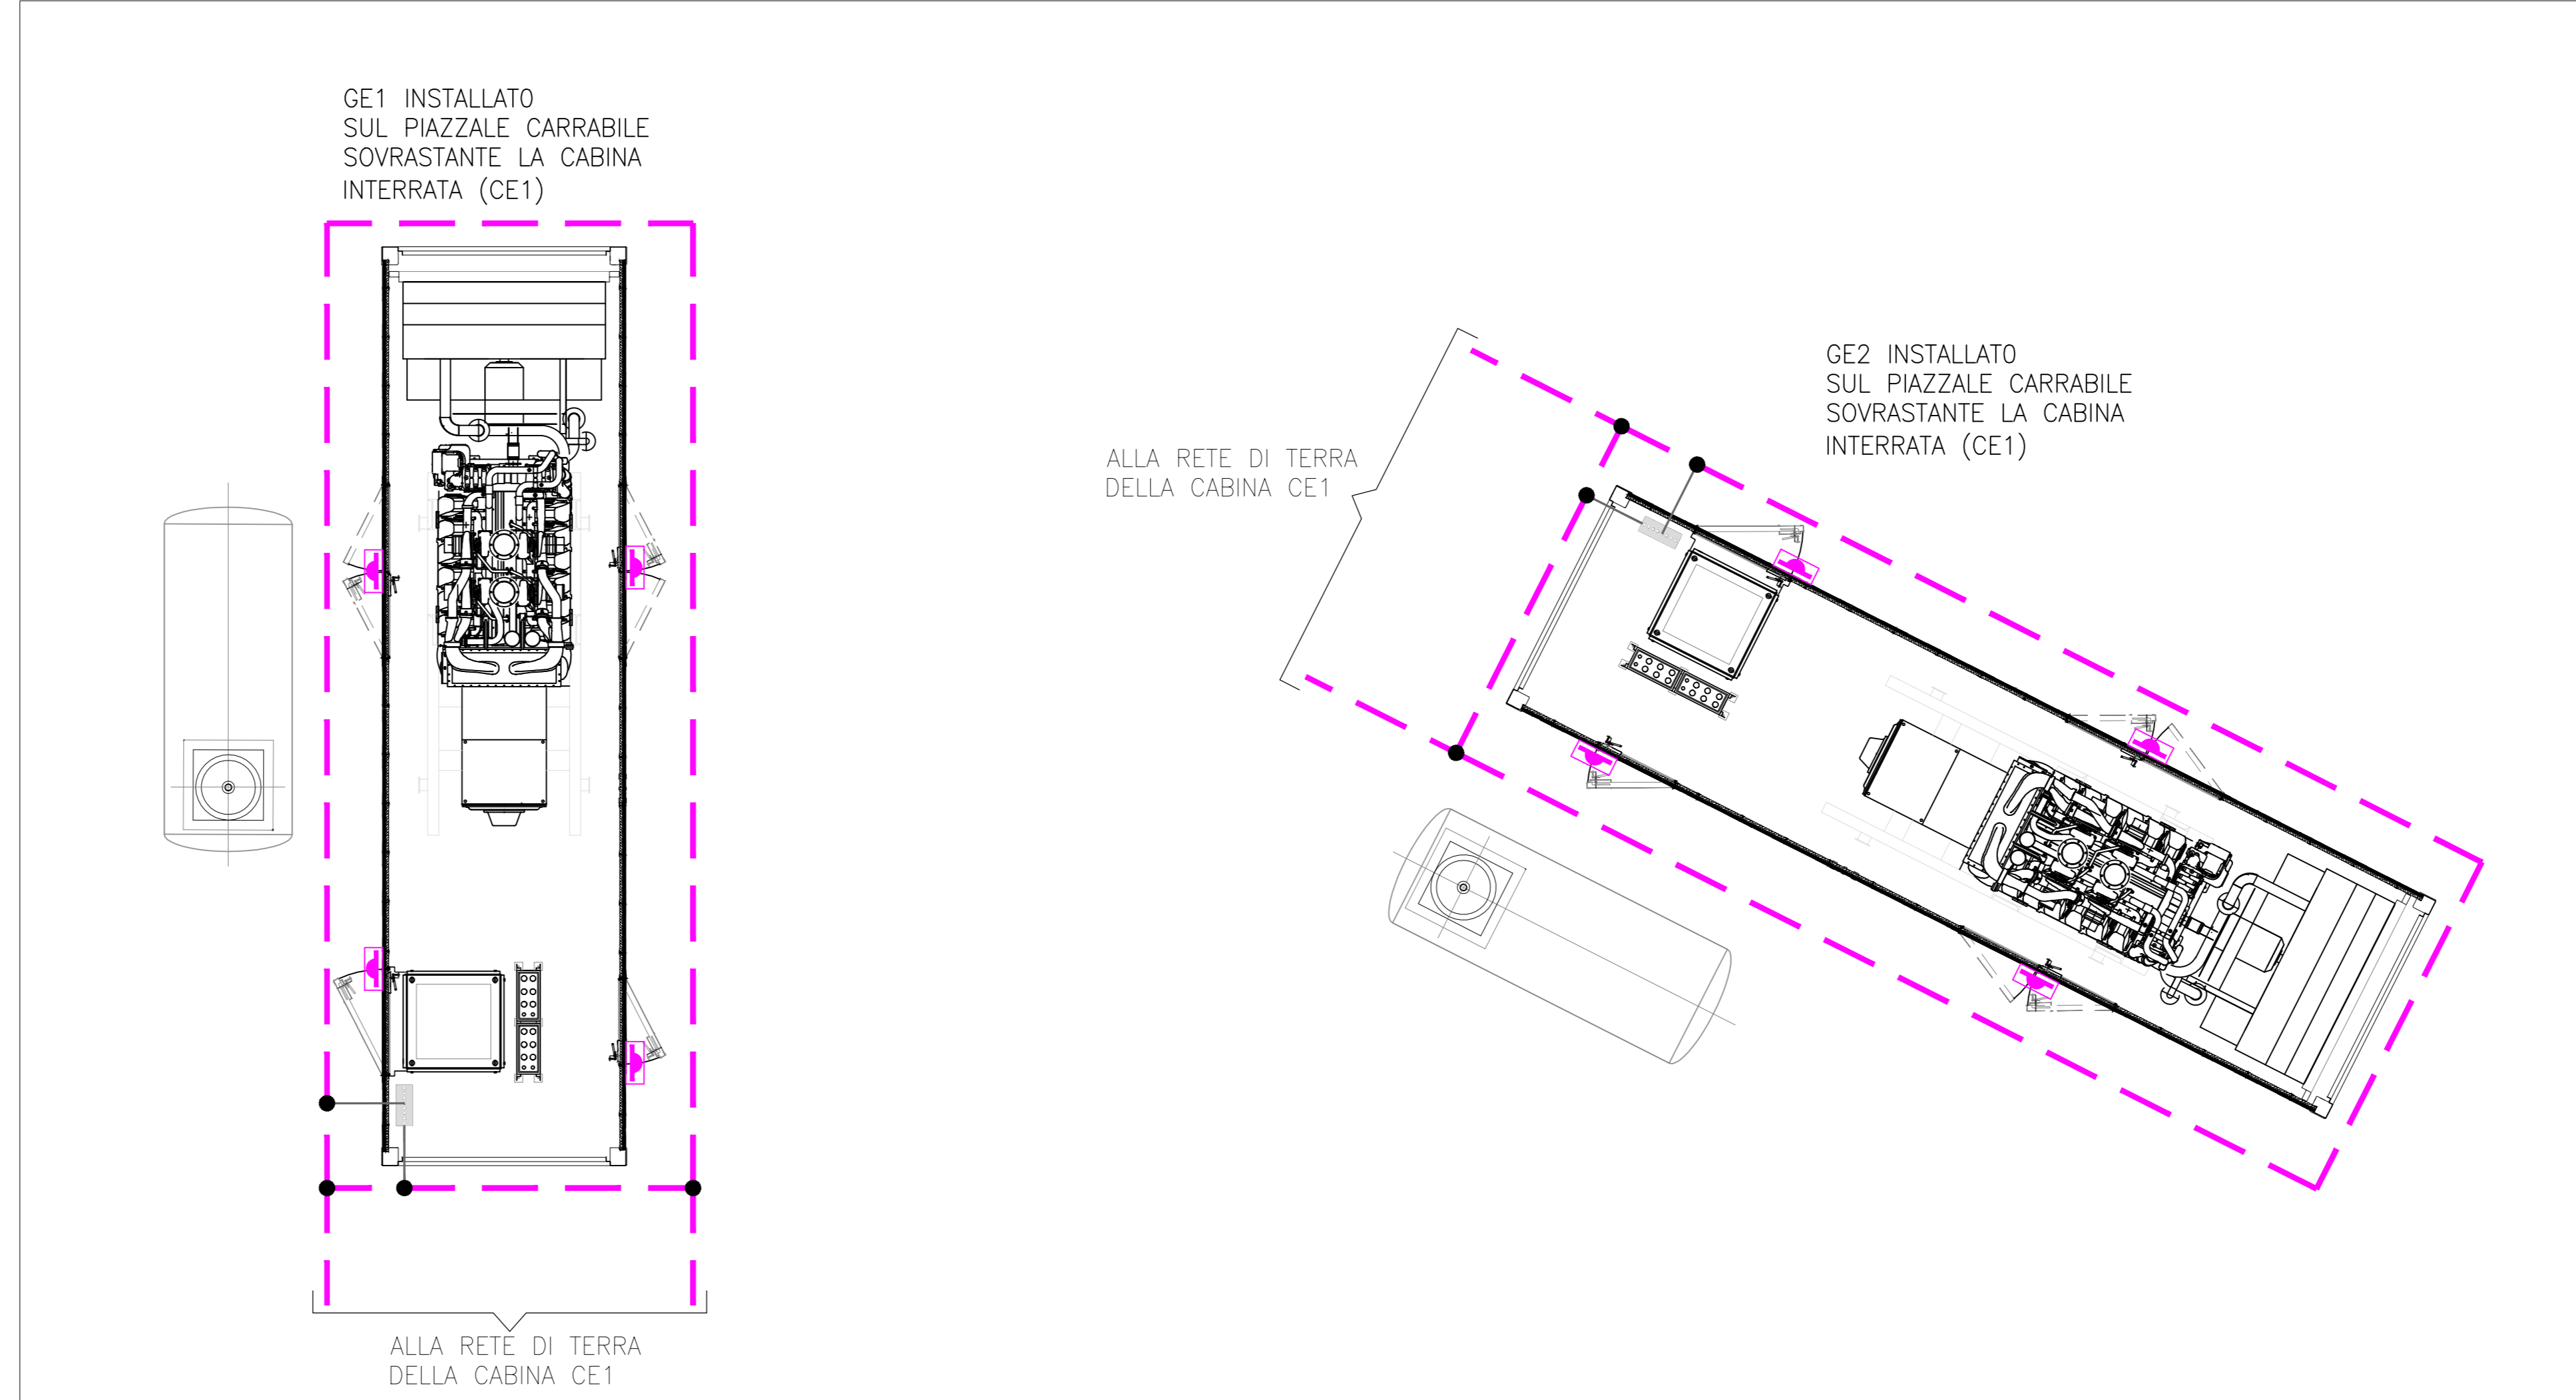 GE1 INSTALLATO
SUL PIAZZALE CARRABILE
SOVRASTANTE LA CABINA
INTERRATA (CE1)
ALLA RETE DI TERRA
DELLA CABINA CE1
GE2 INSTALLATO
SUL PIAZZALE CARRABILE
SOVRASTANTE LA CABINA
INTERRATA (CE1)
ALLA RETE DI TERRA
DELLA CABINA CE1